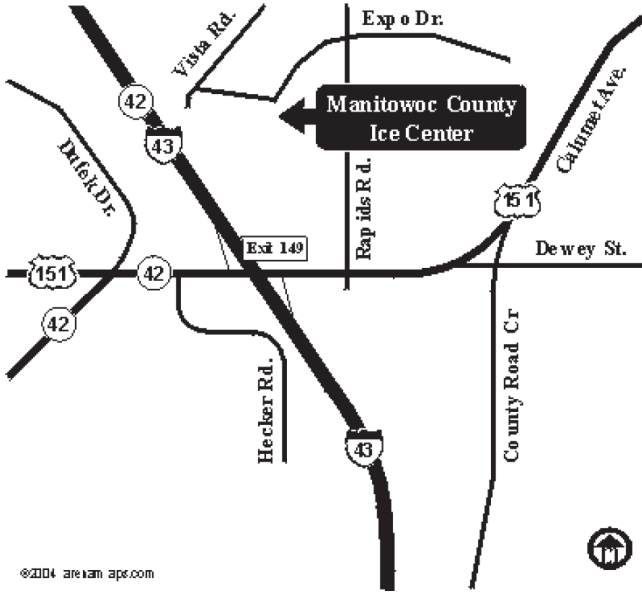 Expo Dr.
Vista Rd.
42
Manitowoc County
Ice Center
Calumet Ave.
43
Dufek Dr.
151
Rapids Rd.
Exit 149
Dewey St.
151
42
42
Hecker Rd.
County Road Cr
43
©2004 arenamaps.com